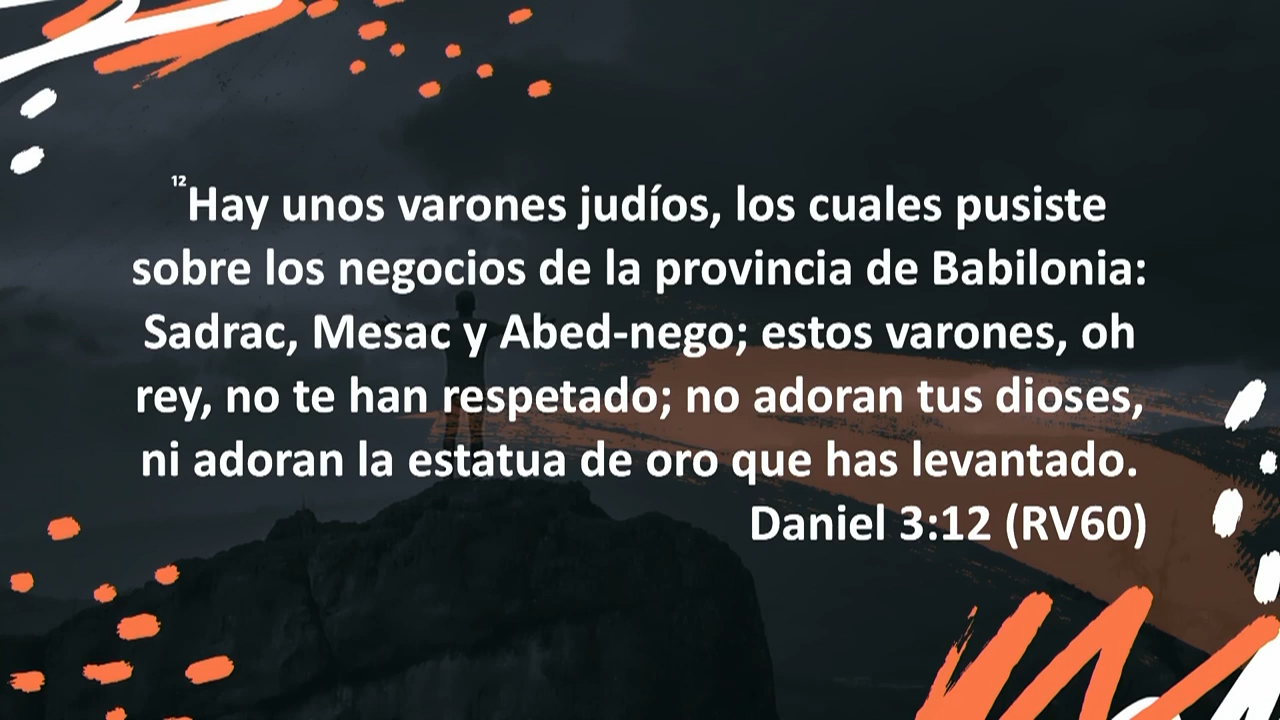 ¹²Hay unos varones judíos, los cuales pusiste
sobre los negocios de la provincia de Babilonia:
Sadrac, Mesac y Abed-nego; estos varones, oh
rey, no te han respetado; no adoran tus dioses,
ni adoran la estatua de oro que has levantado.
Daniel 3:12 (RV60)